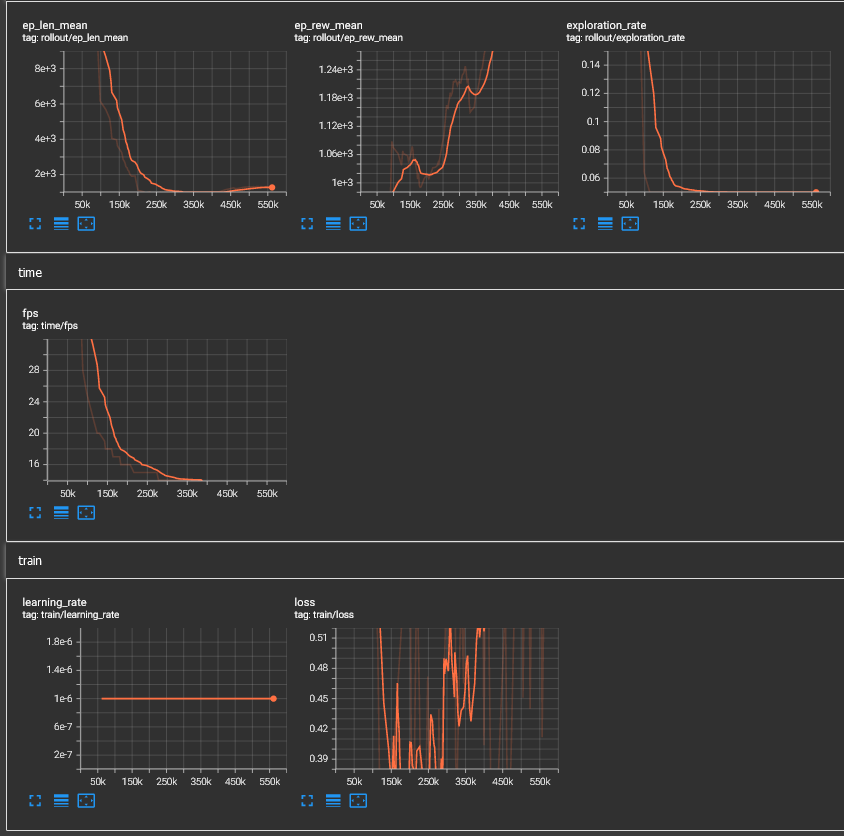 ep_len_mean
tag: rollout/ep_len_mean
8e+3
6e+3
4e+3
2e+3
50k 150k 250k 350k 450k 550k
ep_rew_mean
tag: rollout/ep_rew_mean
1.24e+3
1.18e+3
1.12e+3
1.06e+3
1e+3
50k 150k 250k 350k 450k 550k
exploration_rate
tag: rollout/exploration_rate
0.14
0.12
0.1
0.08
0.06
50k 150k 250k 350k 450k 550k
time
fps
tag: time/fps
28
24
20
16
50k 150k 250k 350k 450k 550k
train
learning_rate
tag: train/learning_rate
1.8e-6
1.4e-6
1e-6
6e-7
2e-7
50k 150k 250k 350k 450k 550k
loss
tag: train/loss
0.51
0.48
0.45
0.42
0.39
50k 150k 250k 350k 450k 550k